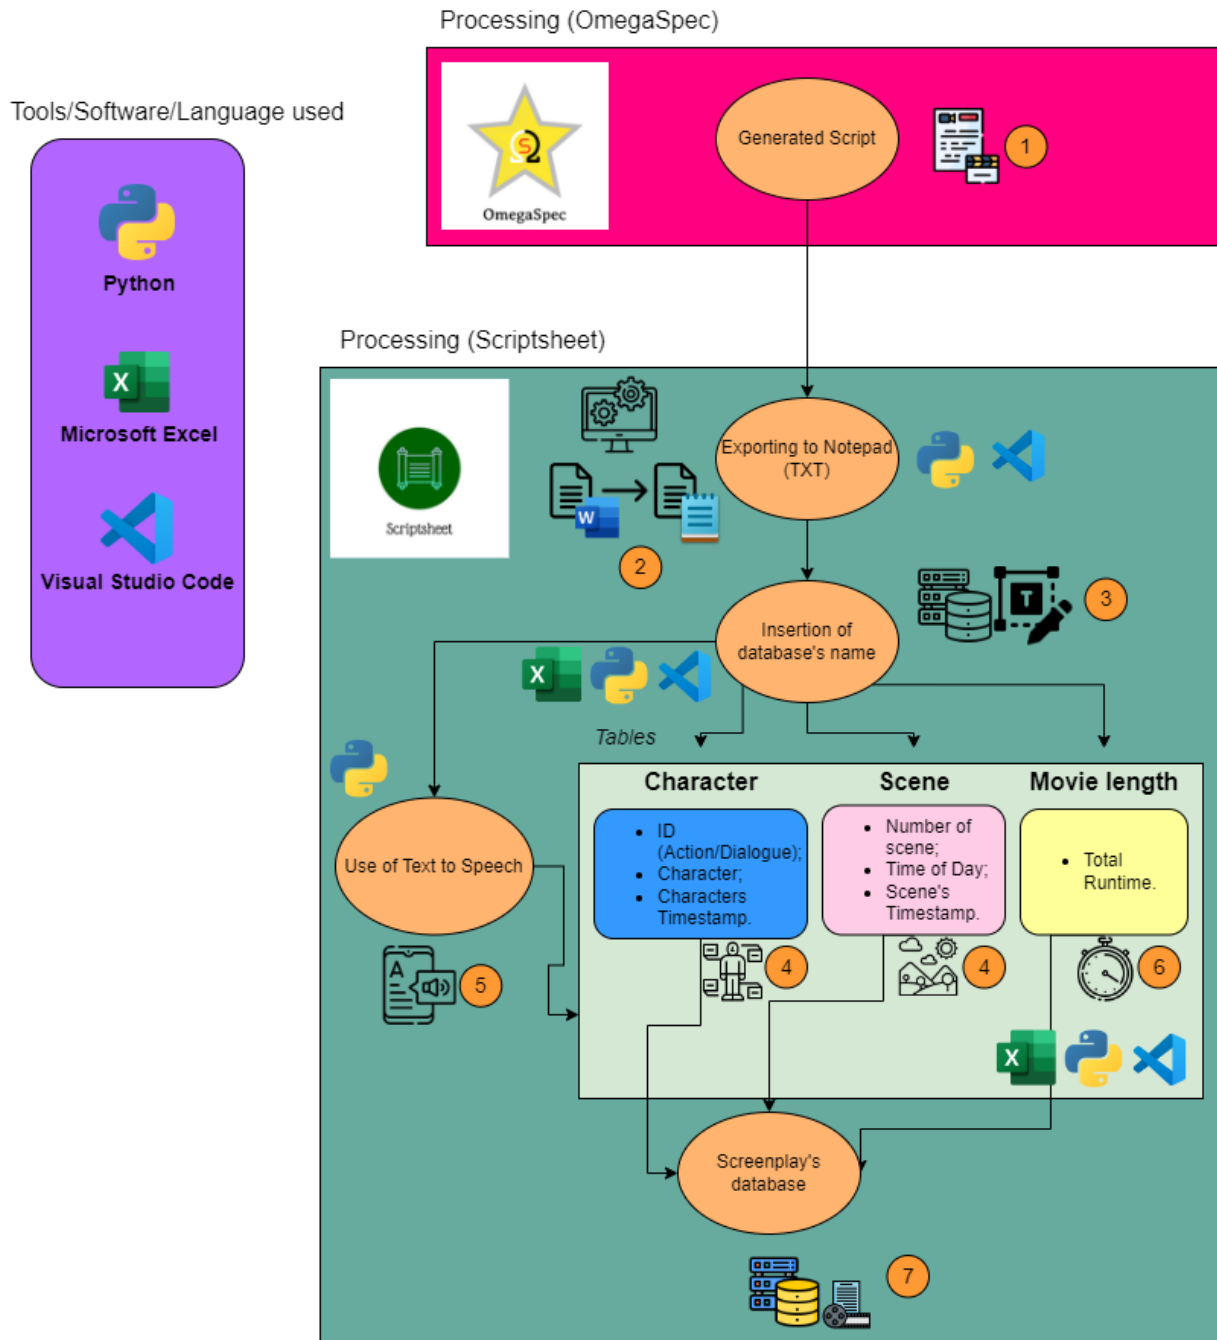 Processing (OmegaSpec)
Tools/Software/Language used
Python
Microsoft Excel
Visual Studio Code
S
OmegaSpec
Generated Script
1
Processing (Scriptsheet)
Scriptsheet
W
2
Exporting to Notepad
(TXT)
T
3
Insertion of
database's name
X
Tables
Use of Text to Speech
A
5
Character
ID
(Action/Dialogue);
Character;
Characters
Timestamp.
4
Scene
Number of
scene;
Time of Day;
Scene's
Timestamp.
4
Movie length
Total
Runtime.
6
X
Screenplay's
database
7